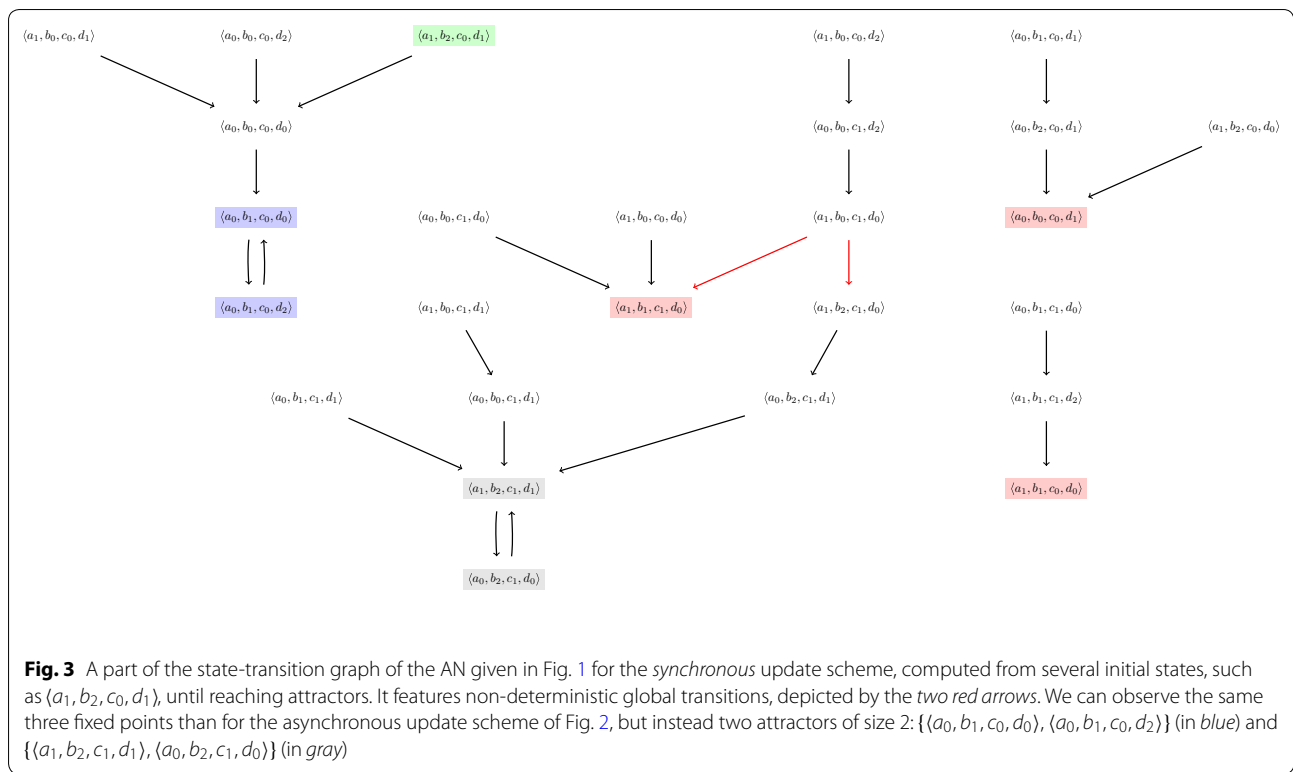 ⟨a₁, b₀, c₀, d₁⟩ ⟨a₀, b₀, c₀, d₂⟩ ⟨a₁, b₂, c₀, d₁⟩ ⟨a₁, b₀, c₀, d₂⟩ ⟨a₀, b₁, c₀, d₁⟩
⟨a₀, b₀, c₀, d₀⟩ ⟨a₀, b₀, c₁, d₂⟩ ⟨a₀, b₂, c₀, d₁⟩ ⟨a₁, b₂, c₀, d₀⟩
⟨a₀, b₁, c₀, d₀⟩ ⟨a₀, b₀, c₁, d₀⟩ ⟨a₁, b₀, c₀, d₀⟩ ⟨a₁, b₀, c₁, d₀⟩ ⟨a₀, b₀, c₀, d₁⟩
⟨a₀, b₁, c₀, d₂⟩ ⟨a₁, b₀, c₁, d₁⟩ ⟨a₁, b₁, c₁, d₀⟩ ⟨a₁, b₂, c₁, d₀⟩ ⟨a₀, b₁, c₁, d₀⟩
⟨a₀, b₁, c₁, d₁⟩ ⟨a₀, b₀, c₁, d₁⟩ ⟨a₀, b₂, c₁, d₁⟩ ⟨a₁, b₁, c₁, d₂⟩
⟨a₁, b₂, c₁, d₁⟩ ⟨a₁, b₁, c₀, d₀⟩
⟨a₀, b₂, c₁, d₀⟩
Fig. 3 A part of the state-transition graph of the AN given in Fig. 1 for the synchronous update scheme, computed from several initial states, such
as ⟨a₁, b₂, c₀, d₁⟩, until reaching attractors. It features non-deterministic global transitions, depicted by the two red arrows. We can observe the same
three fixed points than for the asynchronous update scheme of Fig. 2, but instead two attractors of size 2: {⟨a₀, b₁, c₀, d₀⟩, ⟨a₀, b₁, c₀, d₂⟩} (in blue) and
{⟨a₁, b₂, c₁, d₁⟩, ⟨a₀, b₂, c₁, d₀⟩} (in gray)